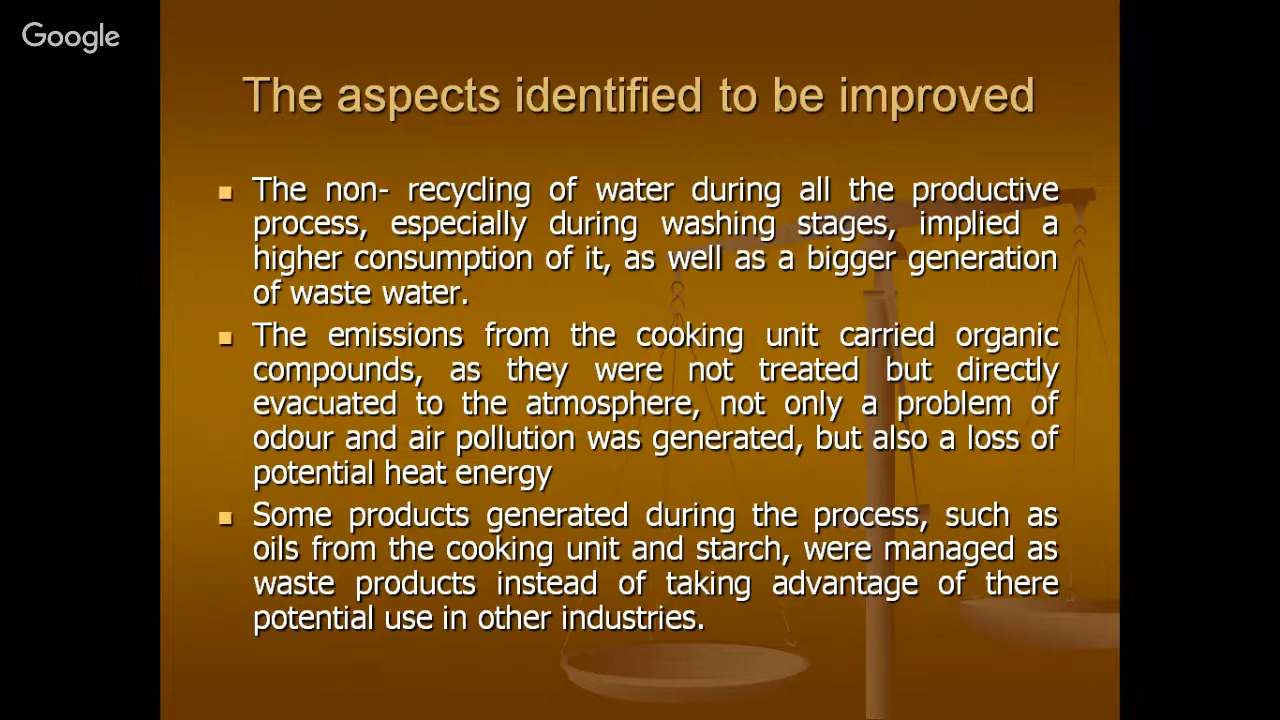 Google
The aspects identified to be improved
The non- recycling of water during all the productive
process, especially during washing stages, implied a
higher consumption of it, as well as a bigger generation
of waste water.
The emissions from the cooking unit carried organic
compounds, as they were not treated but directly
evacuated to the atmosphere, not only a problem of
odour and air pollution was generated, but also a loss of
potential heat energy
Some products generated during the process, such as
oils from the cooking unit and starch, were managed as
waste products instead of taking advantage of there
potential use in other industries.